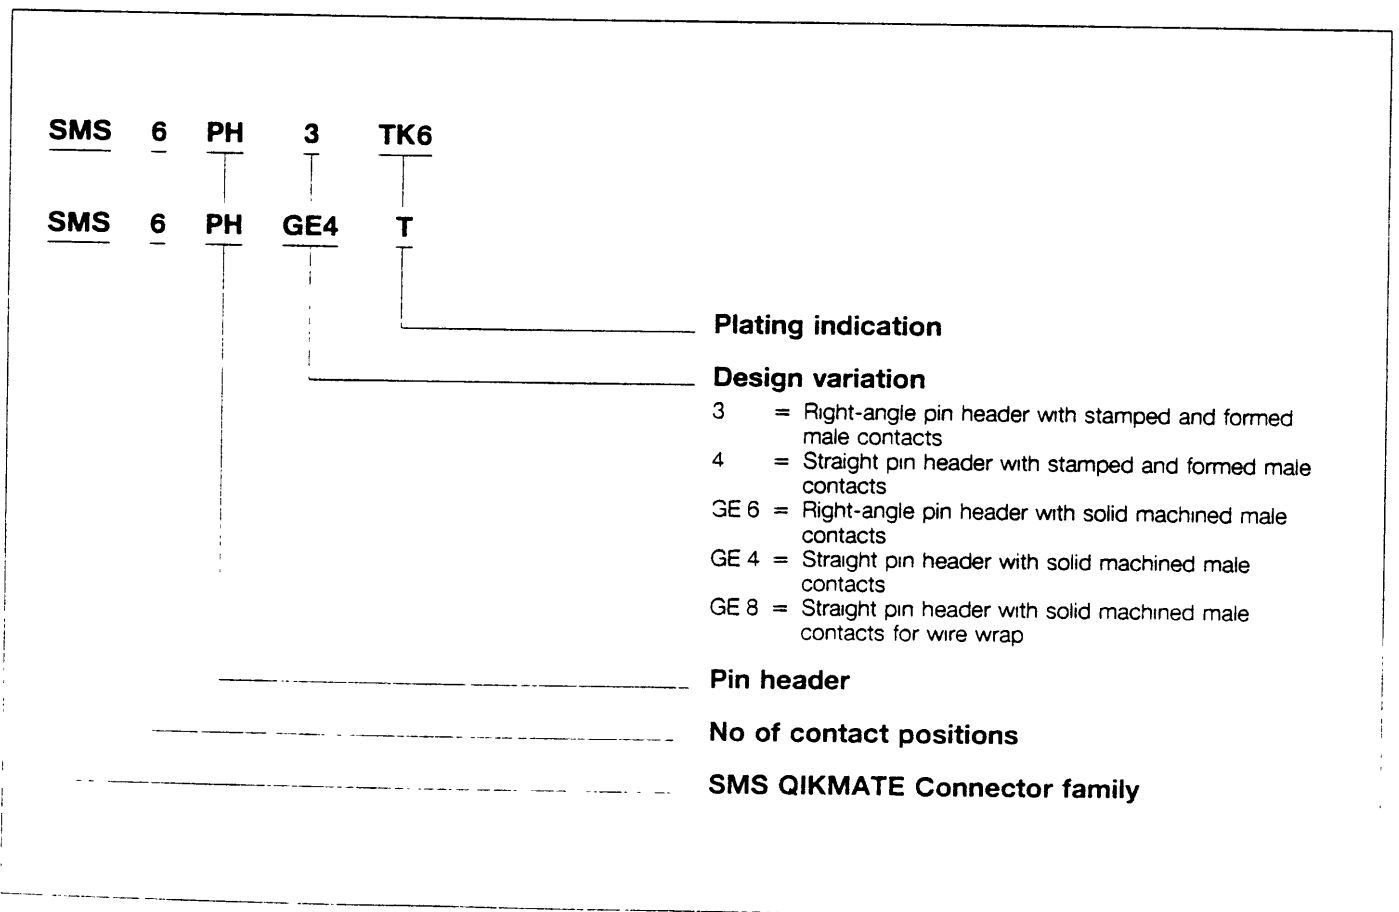 SMS 6 PH 3 TK6
SMS 6 PH GE4 T
Plating indication
Design variation
3 = Right-angle pin header with stamped and formed
male contacts
4 = Straight pin header with stamped and formed male
contacts
GE 6 = Right-angle pin header with solid machined male
contacts
GE 4 = Straight pin header with solid machined male
contacts
GE 8 = Straight pin header with solid machined male
contacts for wire wrap
Pin header
No of contact positions
SMS QIKMATE Connector family